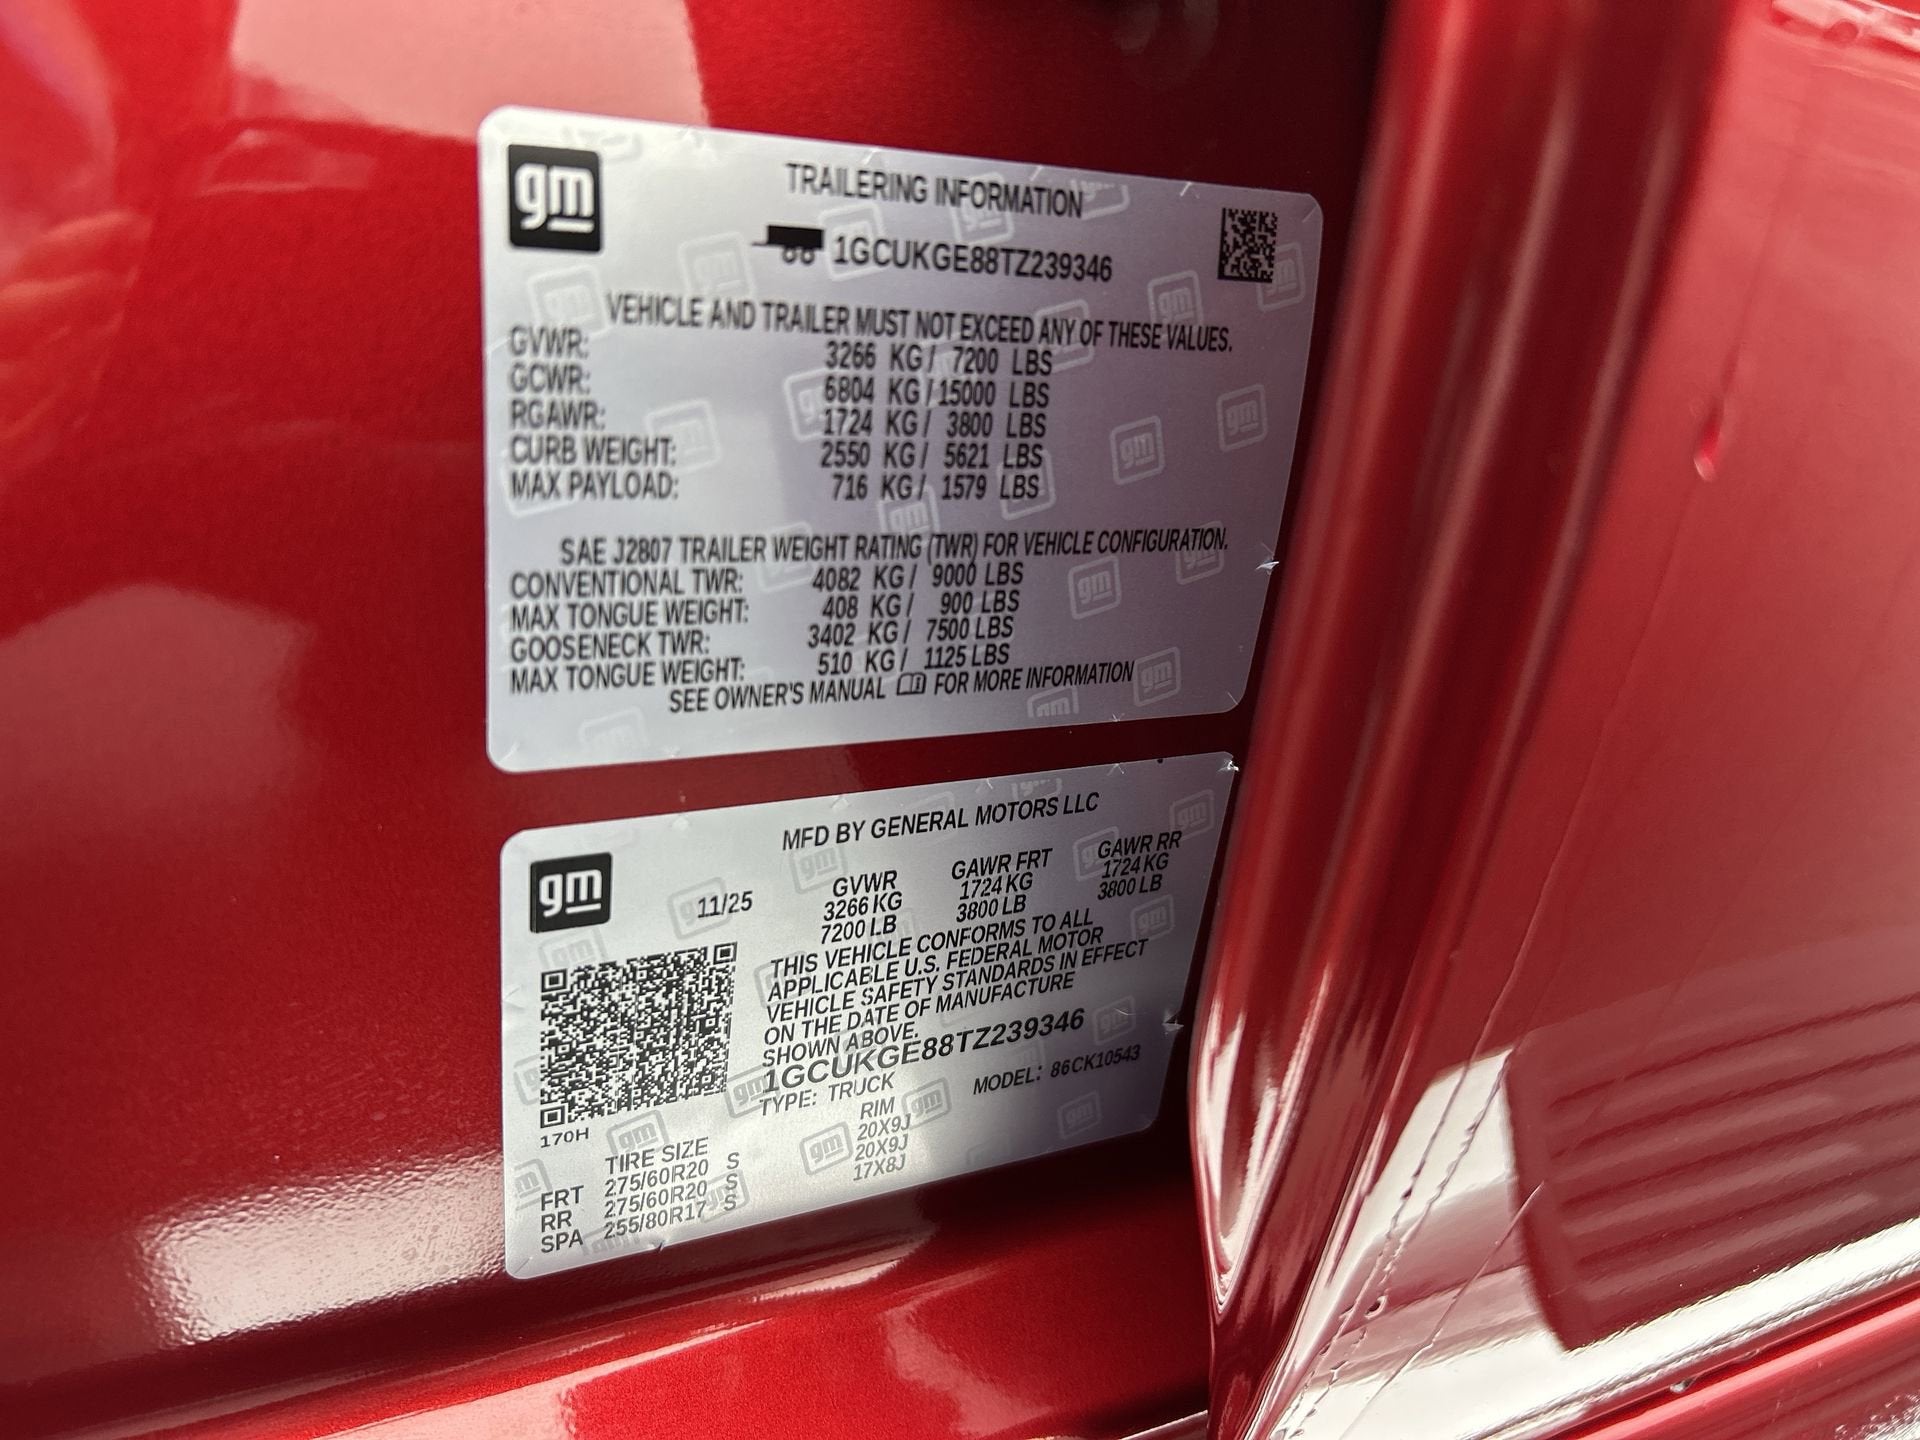 gm
TRAILERING INFORMATION
1GCUKGE88TZ239346
VEHICLE AND TRAILER MUST NOT EXCEED ANY OF THESE VALUES.
GVWR: 3266 KG / 7200 LBS
GCWR: 6804 KG / 15000 LBS
RGAWR: 1724 KG / 3800 LBS
CURB WEIGHT: 2550 KG / 5621 LBS
MAX PAYLOAD: 716 KG / 1579 LBS
SAE J2807 TRAILER WEIGHT RATING (TWR) FOR VEHICLE CONFIGURATION.
CONVENTIONAL TWR: 4082 KG / 9000 LBS
MAX TONGUE WEIGHT: 408 KG / 900 LBS
GOOSENECK TWR: 3402 KG / 7500 LBS
MAX TONGUE WEIGHT: 510 KG / 1125 LBS
SEE OWNER'S MANUAL FOR MORE INFORMATION
gm
MFD BY GENERAL MOTORS LLC
11/25 GVWR GAWR FRT GAWR RR
3266 KG 1724 KG 1724 KG
7200 LB 3800 LB 3800 LB
THIS VEHICLE CONFORMS TO ALL
APPLICABLE U.S. FEDERAL MOTOR
VEHICLE SAFETY STANDARDS IN EFFECT
ON THE DATE OF MANUFACTURE
SHOWN ABOVE.
1GCUKGE88TZ239346
TYPE: TRUCK MODEL: 86CK10543
170H
TIRE SIZE RIM
FRT 275/60R20 S 20X9J
RR 275/60R20 S 20X9J
SPA 255/80R17 S 17X8J